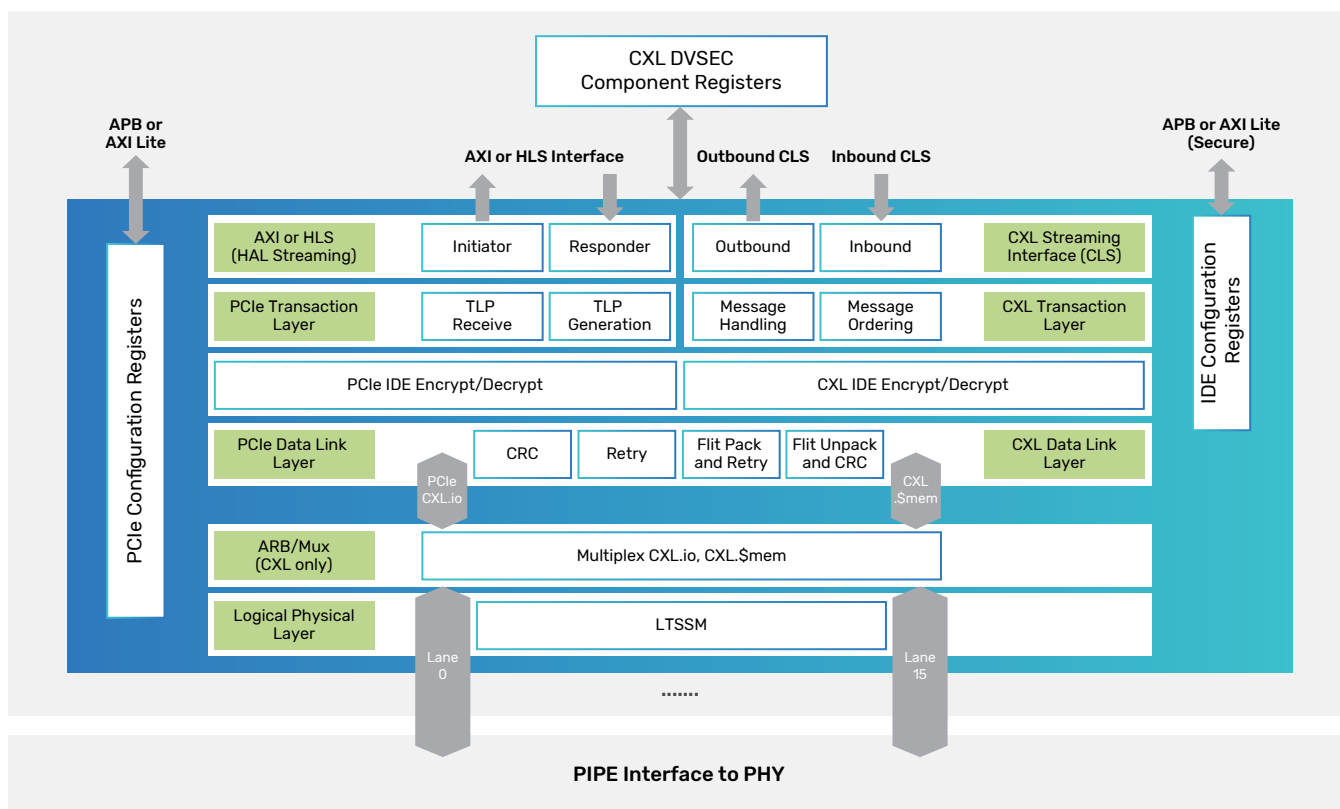 CXL DVSEC
Component Registers
APB or
AXI Lite
AXI or HLS Interface
Outbound CLS
Inbound CLS
APB or AXI Lite
(Secure)
PCIe Configuration Registers
AXI or HLS
(HAL Streaming)
Initiator
Responder
Outbound
Inbound
CXL Streaming
Interface (CLS)
IDE Configuration
Registers
PCIe Transaction
Layer
TLP
Receive
TLP
Generation
Message
Handling
Message
Ordering
CXL Transaction
Layer
PCIe IDE Encrypt/Decrypt
CXL IDE Encrypt/Decrypt
PCIe Data Link
Layer
CRC
Retry
Flit Pack
and Retry
Flit Unpack
and CRC
CXL Data Link
Layer
PCIe
CXL.io
CXL
.$mem
ARB/Mux
(CXL only)
Multiplex CXL.io, CXL.$mem
Logical Physical
Layer
LTSSM
Lane
0
Lane
15
.......
PIPE Interface to PHY